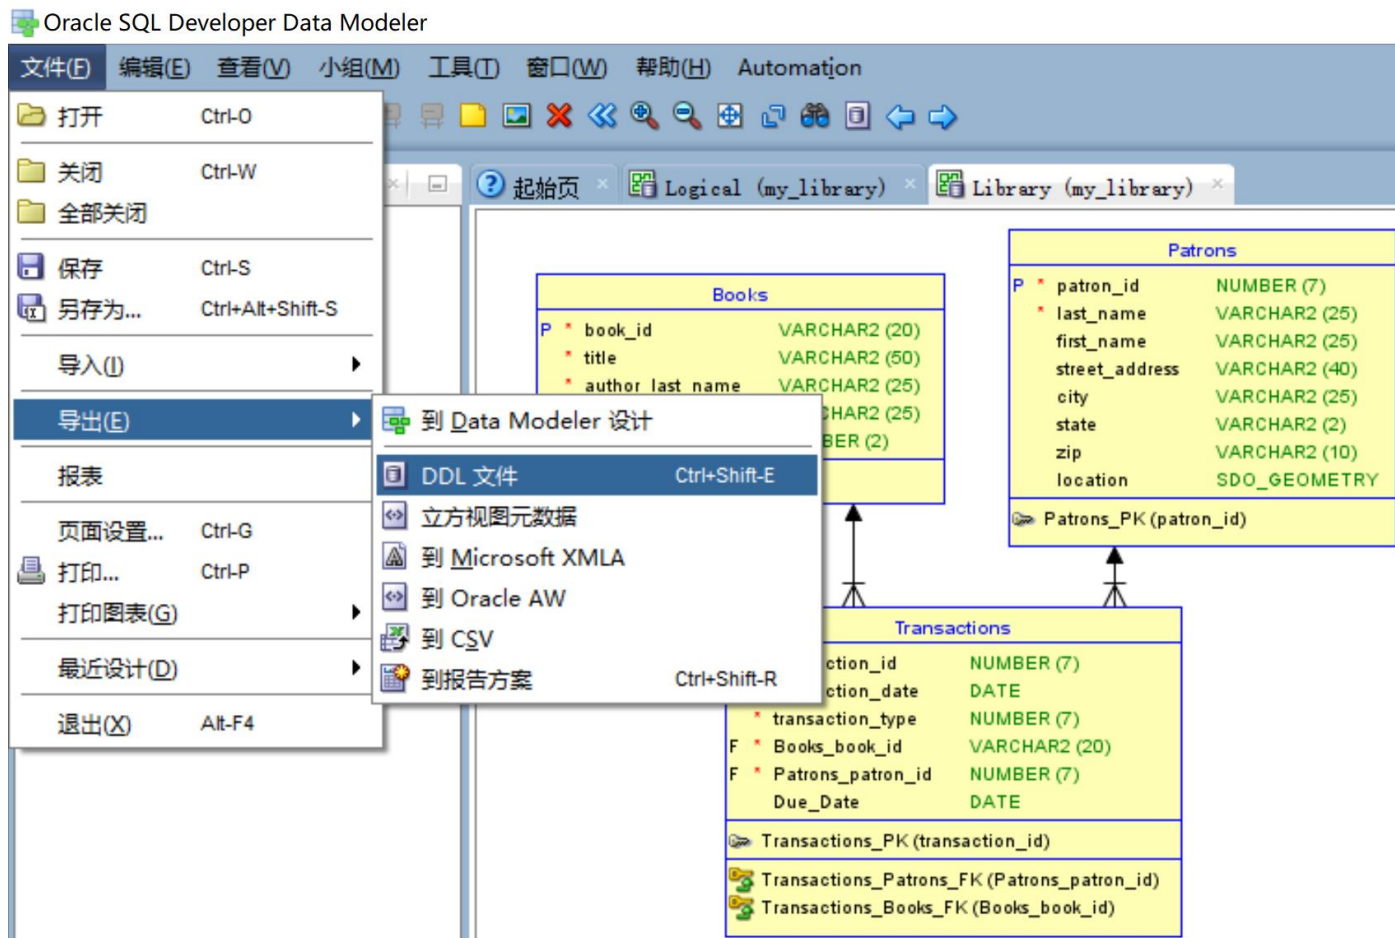 Oracle SQL Developer Data Modeler
文件(F) 编辑(E) 查看(V) 小组(M) 工具(T) 窗口(W) 帮助(H) Automation
打开 Ctrl-O
关闭 Ctrl-W
全部关闭
保存 Ctrl-S
另存为... Ctrl+Alt+Shift-S
导入(I)
导出(E)
报表
页面设置... Ctrl-G
打印... Ctrl-P
打印图表(G)
最近设计(D)
退出(X) Alt-F4
到 Data Modeler 设计
DDL 文件 Ctrl+Shift-E
立方视图元数据
到 Microsoft XMLA
到 Oracle AW
到 CSV
到报告方案 Ctrl+Shift-R
起始页 Logical (my_library) Library (my_library)
Books
P * book_id VARCHAR2 (20)
* title VARCHAR2 (50)
* author_last_name VARCHAR2 (25)
CHAR2 (25)
BER (2)
Patrons
P * patron_id NUMBER (7)
* last_name VARCHAR2 (25)
first_name VARCHAR2 (25)
street_address VARCHAR2 (40)
city VARCHAR2 (25)
state VARCHAR2 (2)
zip VARCHAR2 (10)
location SDO_GEOMETRY
Patrons_PK (patron_id)
Transactions
ction_id NUMBER (7)
ction_date DATE
* transaction_type NUMBER (7)
F * Books_book_id VARCHAR2 (20)
F * Patrons_patron_id NUMBER (7)
Due_Date DATE
Transactions_PK (transaction_id)
Transactions_Patrons_FK (Patrons_patron_id)
Transactions_Books_FK (Books_book_id)